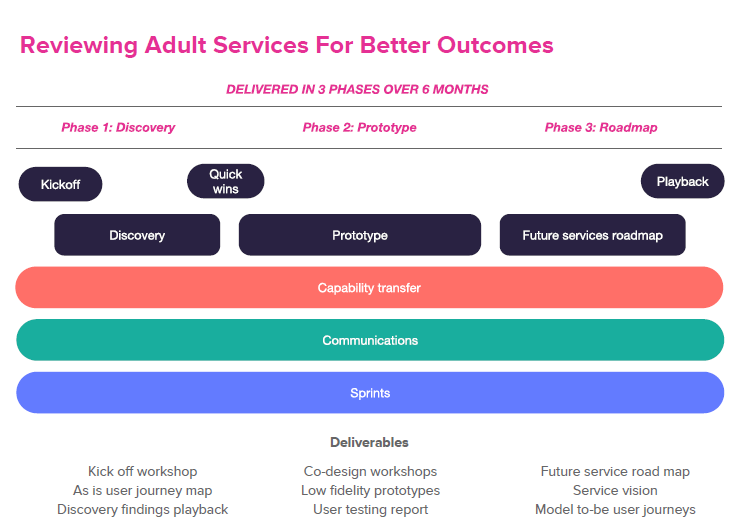 Reviewing Adult Services For Better Outcomes
DELIVERED IN 3 PHASES OVER 6 MONTHS
Phase 1: Discovery
Phase 2: Prototype
Phase 3: Roadmap
Kickoff
Quick
wins
Playback
Discovery
Prototype
Future services roadmap
Capability transfer
Communications
Sprints
Deliverables
Kick off workshop
As is user journey map
Discovery findings playback
Co-design workshops
Low fidelity prototypes
User testing report
Future service road map
Service vision
Model to-be user journeys